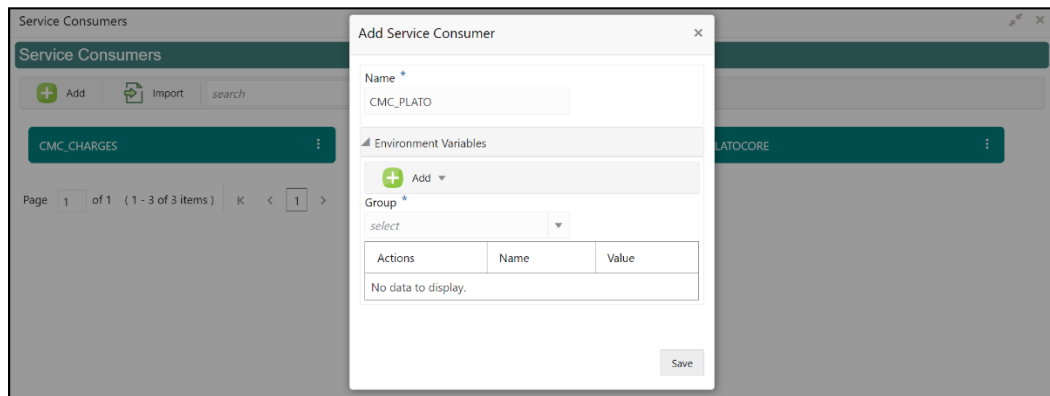 Service Consumers
Service Consumers
Add Import search
CMC_CHARGES
LATOCORE
Page 1 of 1 (1 - 3 of 3 items) K < 1 >
Add Service Consumer ×
Name *
CMC_PLATO
Environment Variables
Add
Group *
select
Actions Name Value
No data to display.
Save